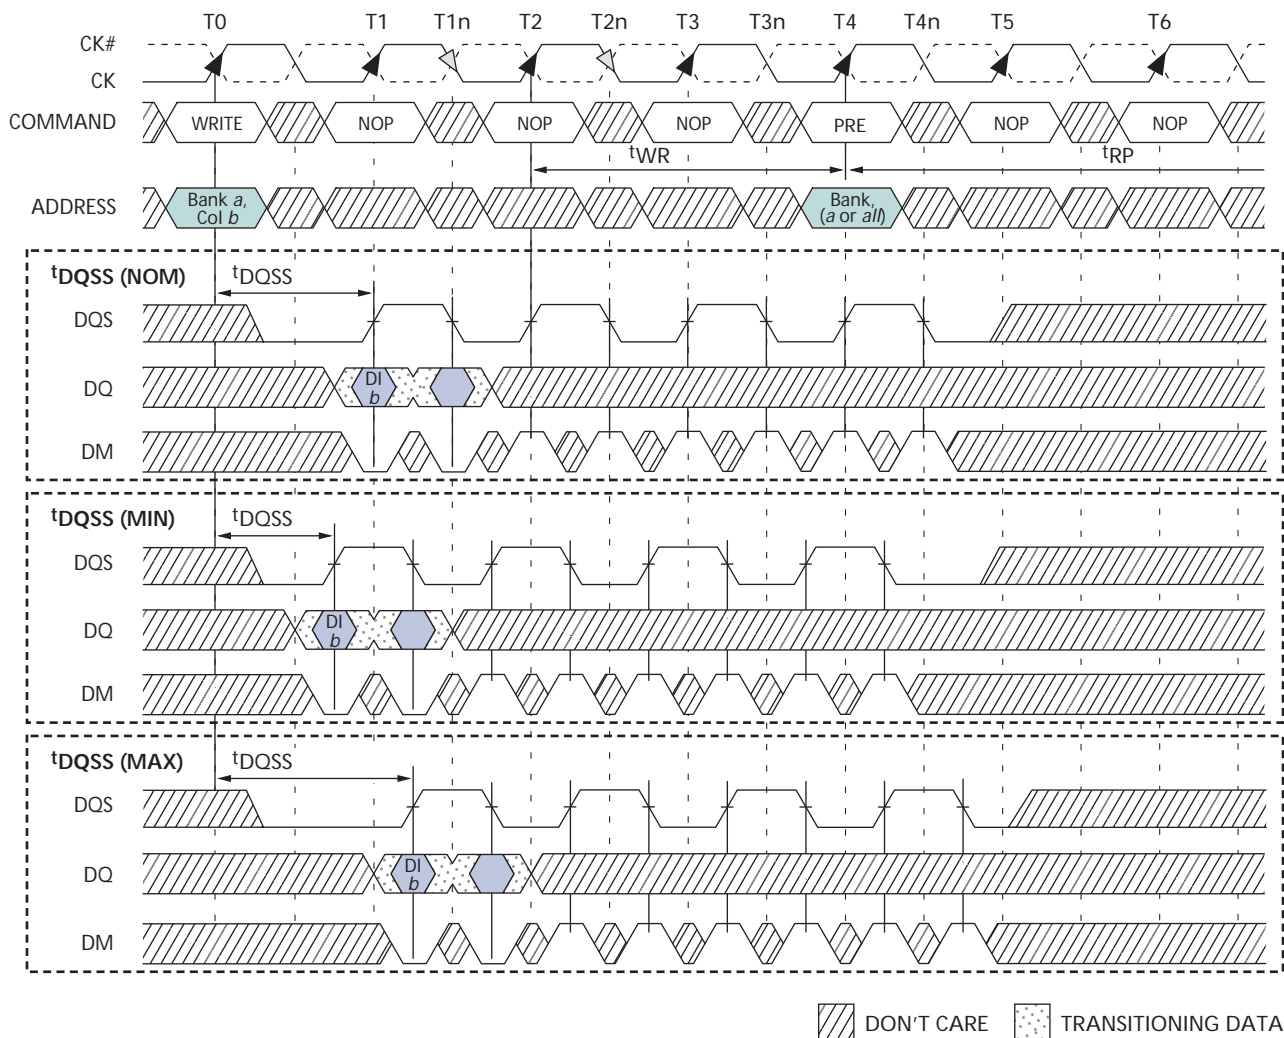 T0 T1 T1n T2 T2n T3 T3n T4 T4n T5 T6
CK#
CK
COMMAND WRITE NOP NOP NOP PRE NOP NOP
tWR tRP
ADDRESS Bank a, Col b Bank, (a or all)
tDQSS (NOM) tDQSS
DQS
DQ DI b
DM
tDQSS (MIN) tDQSS
DQS
DQ DI b
DM
tDQSS (MAX) tDQSS
DQS
DQ DI b
DM
DON'T CARE TRANSITIONING DATA